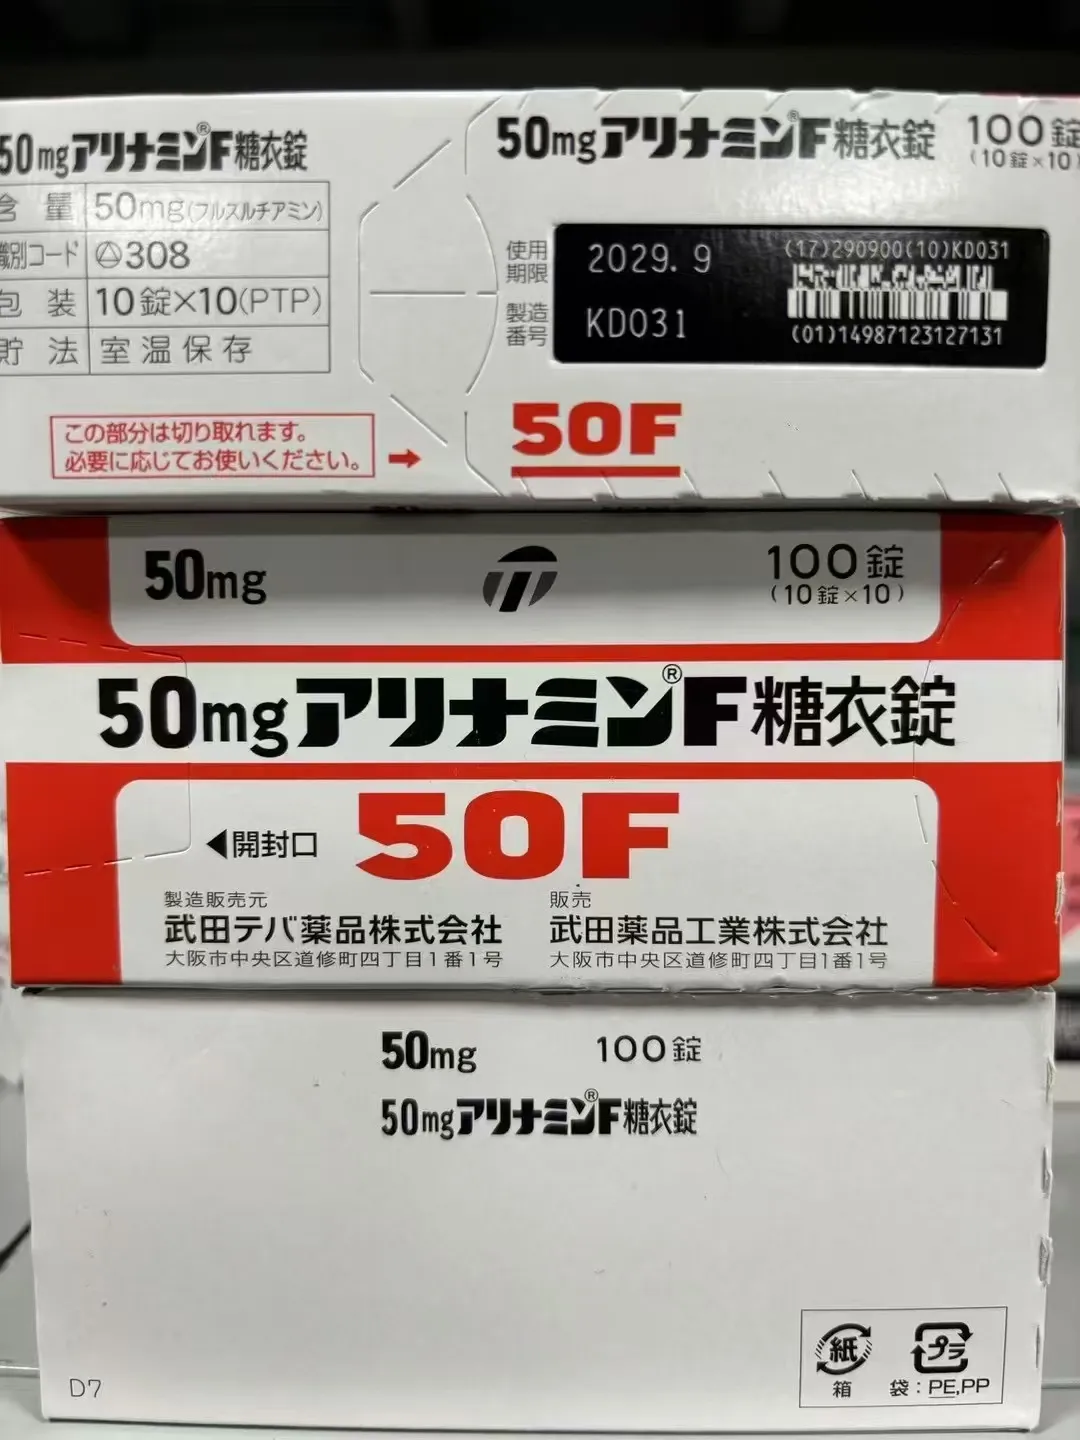 50mgアリナミン®F糖衣錠
含量 50mg(フルスルチアミン)
識別コード 308
包装 10錠×10(PTP)
貯法 室温保存
この部分は切り取れます。
必要に応じてお使いください。
50mgアリナミン®F糖衣錠 100錠
(10錠×10)
使用期限 2029.9
製造番号 KD031
(17)290900(10)KD031
(01)14987123127131
50F
50mg 100錠
(10錠×10)
50mgアリナミン®F糖衣錠
50F
◀開封口
製造販売元
武田テバ薬品株式会社
大阪市中央区道修町四丁目1番1号
販売
武田薬品工業株式会社
大阪市中央区道修町四丁目1番1号
50mg 100錠
50mgアリナミン®F糖衣錠
紙 プラ
箱 袋:PE,PP
D7